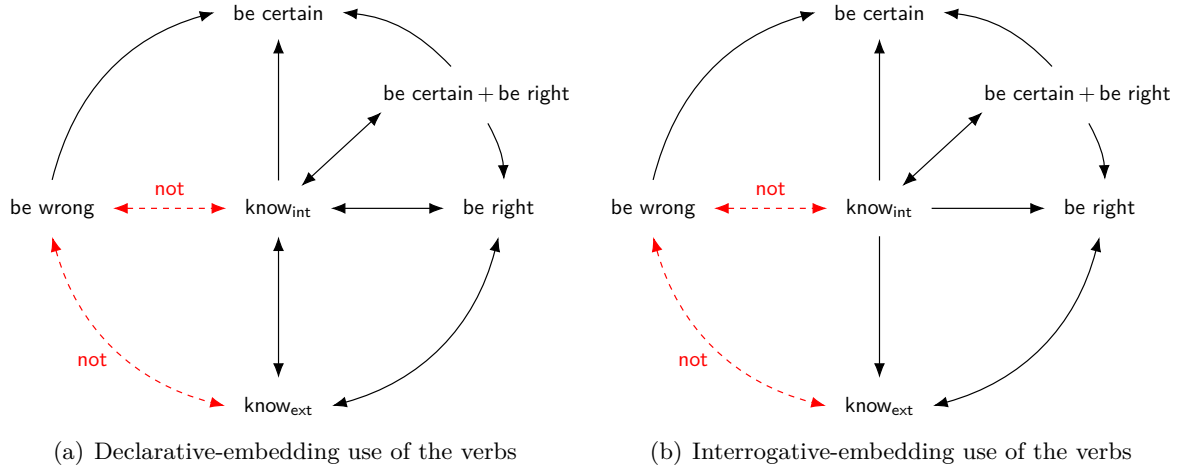 be certain
be certain + be right
not
be wrong
know_int
be right
not
know_ext
(a) Declarative-embedding use of the verbs
be certain
be certain + be right
not
be wrong
know_int
be right
not
know_ext
(b) Interrogative-embedding use of the verbs